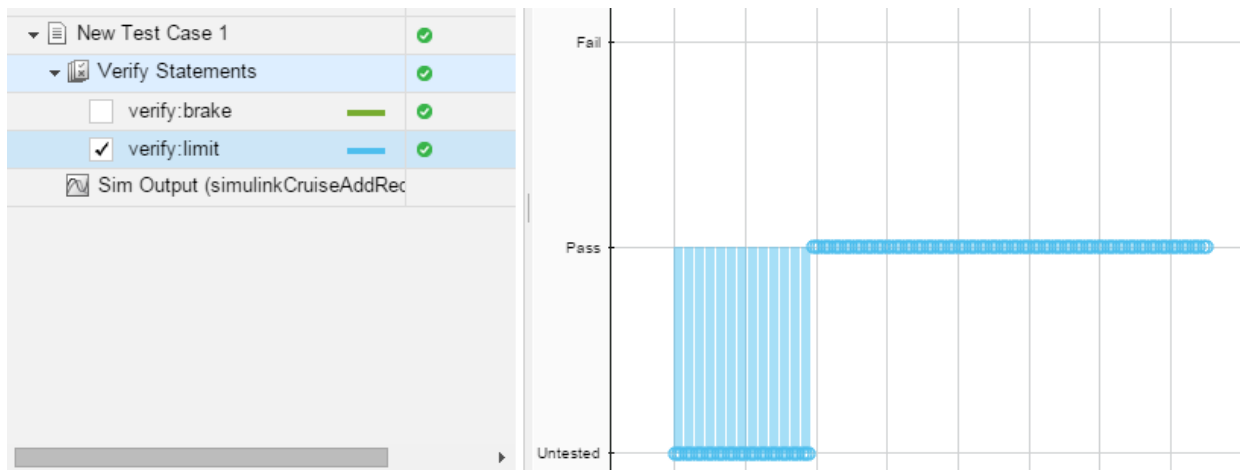 New Test Case 1
Verify Statements
verify:brake
verify:limit
Sim Output (simulinkCruiseAddRec
Fail
Pass
Untested